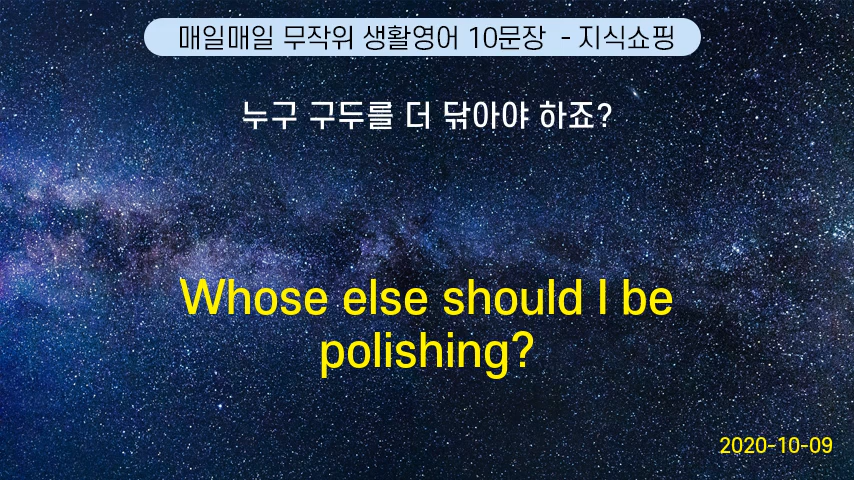 매일매일 무작위 생활영어 10문장 - 지식쇼핑
누구 구두를 더 닦아야 하죠?
Whose else should I be
polishing?
2020-10-09